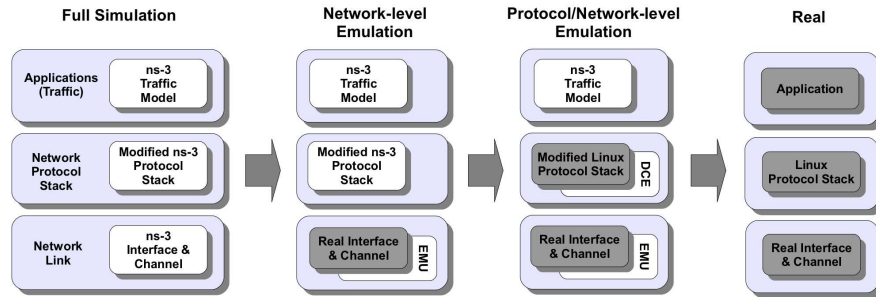 Full Simulation
Network-level
Emulation
Protocol/Network-level
Emulation
Real
Applications
(Traffic)
ns-3
Traffic
Model
ns-3
Traffic
Model
ns-3
Traffic
Model
Application
Network
Protocol
Stack
Modified ns-3
Protocol
Stack
Modified ns-3
Protocol
Stack
Modified Linux
Protocol Stack
DCE
Linux
Protocol Stack
Network
Link
ns-3
Interface &
Channel
Real Interface
& Channel
EMU
Real Interface
& Channel
EMU
Real Interface
& Channel